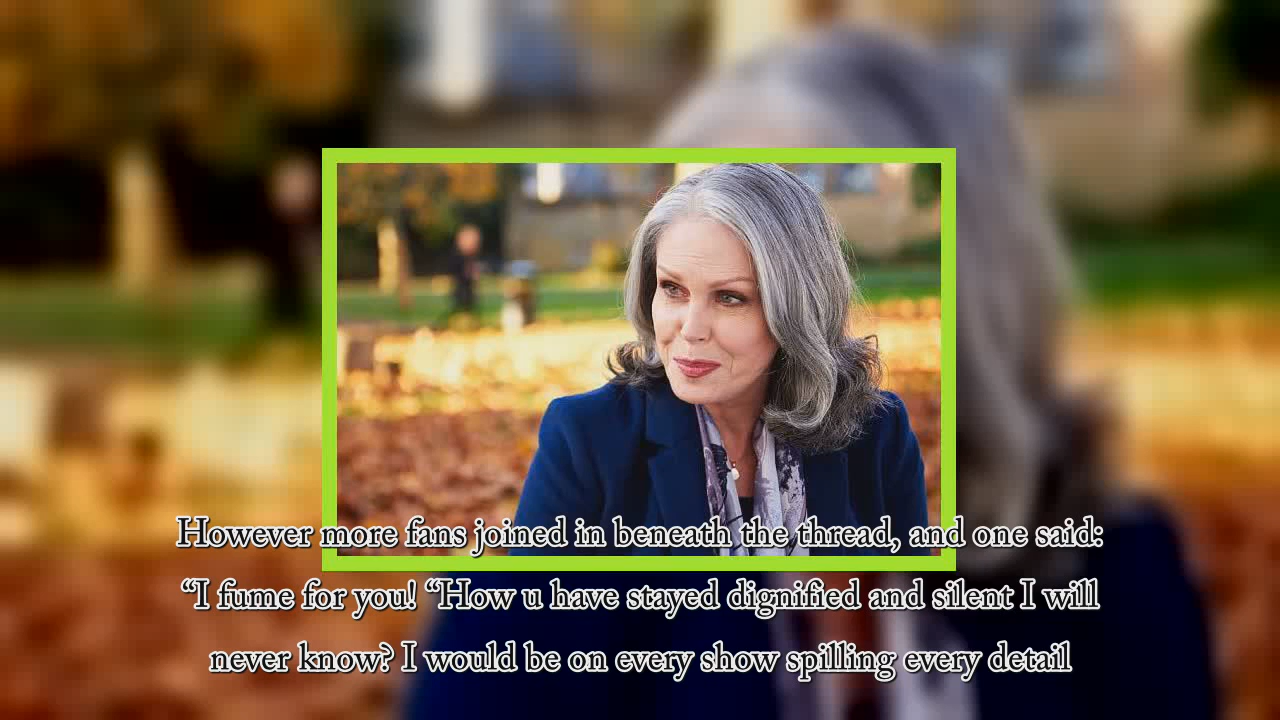 However more fans joined in beneath the thread, and one said:
“I fume for you! “How u have stayed dignified and silent I will
never know? I would be on every show spilling every detail